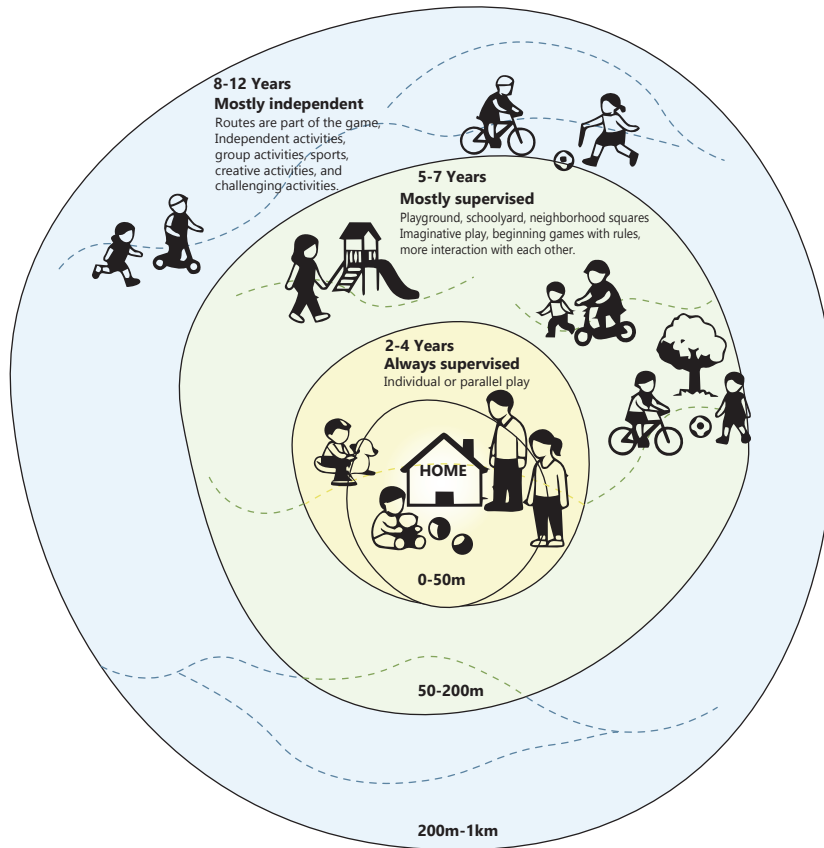 8-12 Years
Mostly independent
Routes are part of the game,
Independent activities,
group activities, sports,
creative activities, and
challenging activities.
5-7 Years
Mostly supervised
Playground, schoolyard, neighborhood squares
Imaginative play, beginning games with rules,
more interaction with each other.
2-4 Years
Always supervised
Individual or parallel play
HOME
0-50m
50-200m
200m-1km